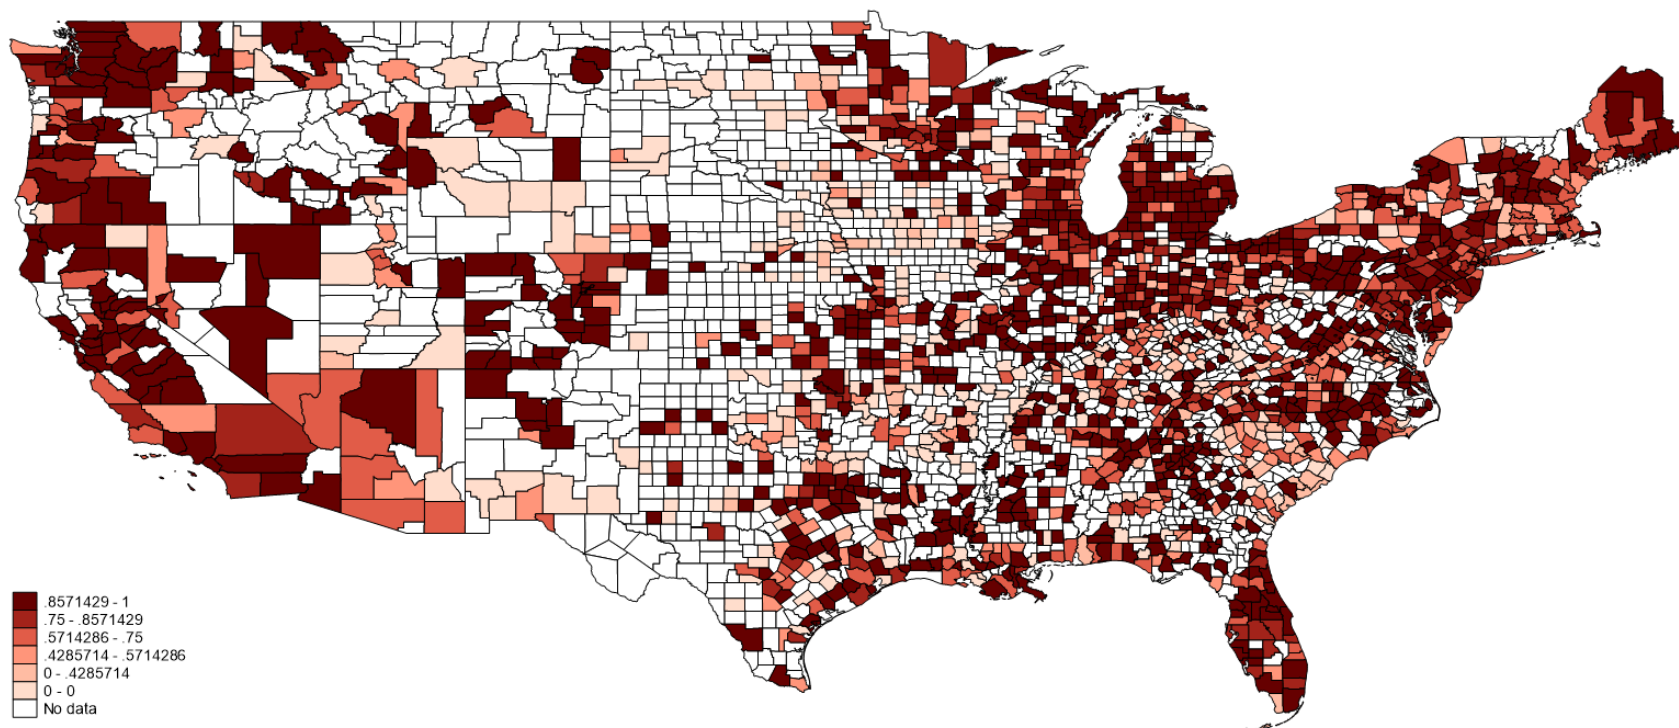 .8571429 - 1
.75 - .8571429
.5714286 - .75
.4285714 - .5714286
0 - .4285714
0 - 0
No data